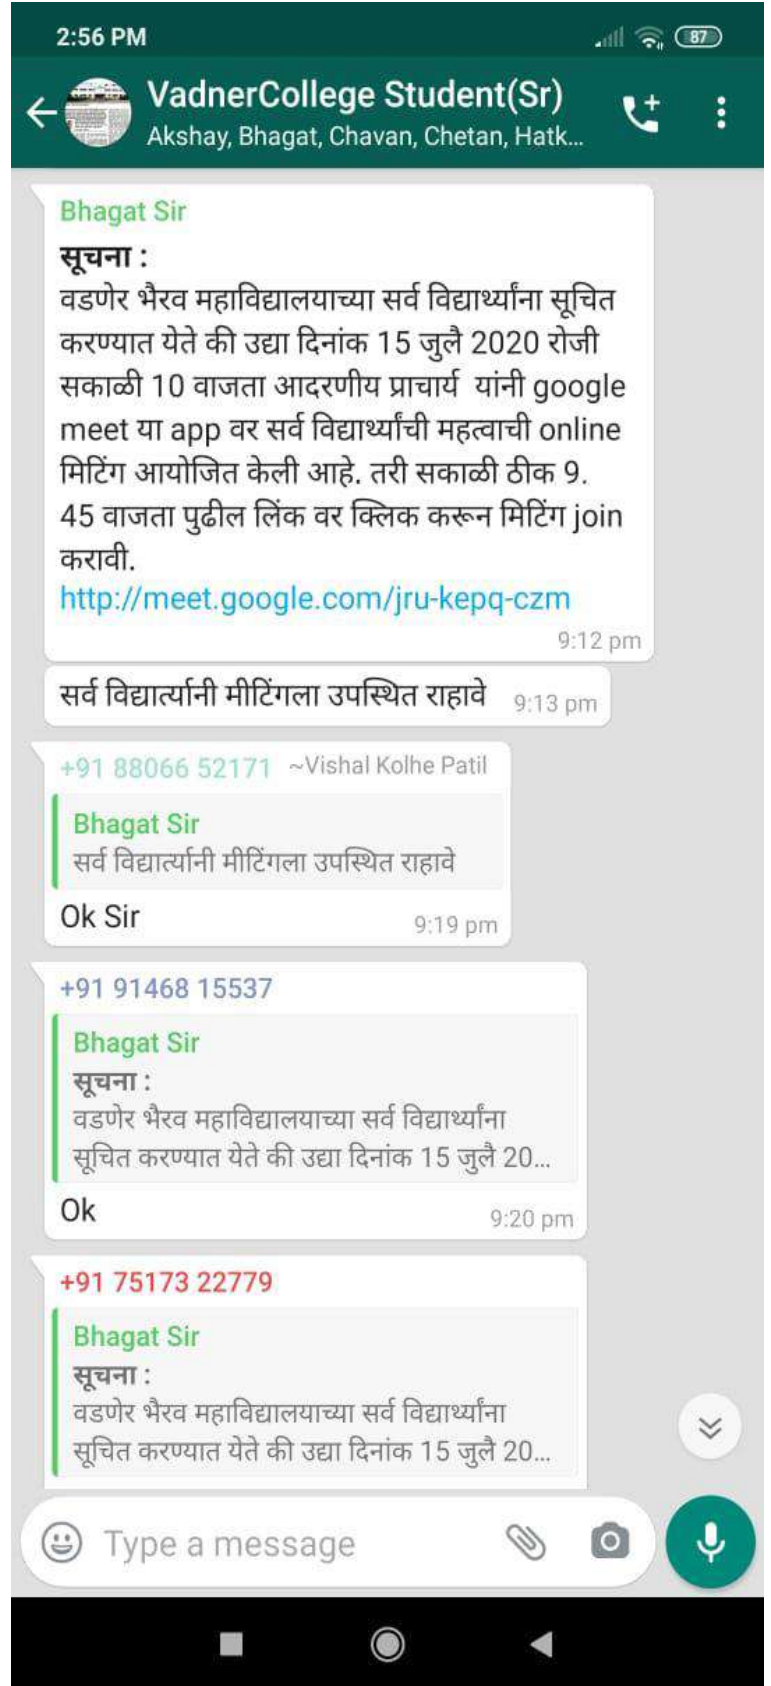 2:56 PM
87
VadnerCollege Student(Sr)
Akshay, Bhagat, Chavan, Chetan, Hatk...
Bhagat Sir
सूचना :
वडणेर भैरव महाविद्यालयाच्या सर्व विद्यार्थ्यांना सूचित
करण्यात येते की उद्या दिनांक 15 जुलै 2020 रोजी
सकाळी 10 वाजता आदरणीय प्राचार्य यांनी google
meet या app वर सर्व विद्यार्थ्यांची महत्वाची online
मिटिंग आयोजित केली आहे. तरी सकाळी ठीक 9.
45 वाजता पुढील लिंक वर क्लिक करून मिटिंग join
करावी.
http://meet.google.com/jru-kepq-czm
9:12 pm
सर्व विद्यार्त्यानी मीटिंगला उपस्थित राहावे 9:13 pm
+91 88066 52171 ~Vishal Kolhe Patil
Bhagat Sir
सर्व विद्यार्त्यानी मीटिंगला उपस्थित राहावे
Ok Sir 9:19 pm
+91 91468 15537
Bhagat Sir
सूचना :
वडणेर भैरव महाविद्यालयाच्या सर्व विद्यार्थ्यांना
सूचित करण्यात येते की उद्या दिनांक 15 जुलै 20...
Ok 9:20 pm
+91 75173 22779
Bhagat Sir
सूचना :
वडणेर भैरव महाविद्यालयाच्या सर्व विद्यार्थ्यांना
सूचित करण्यात येते की उद्या दिनांक 15 जुलै 20...
Type a message